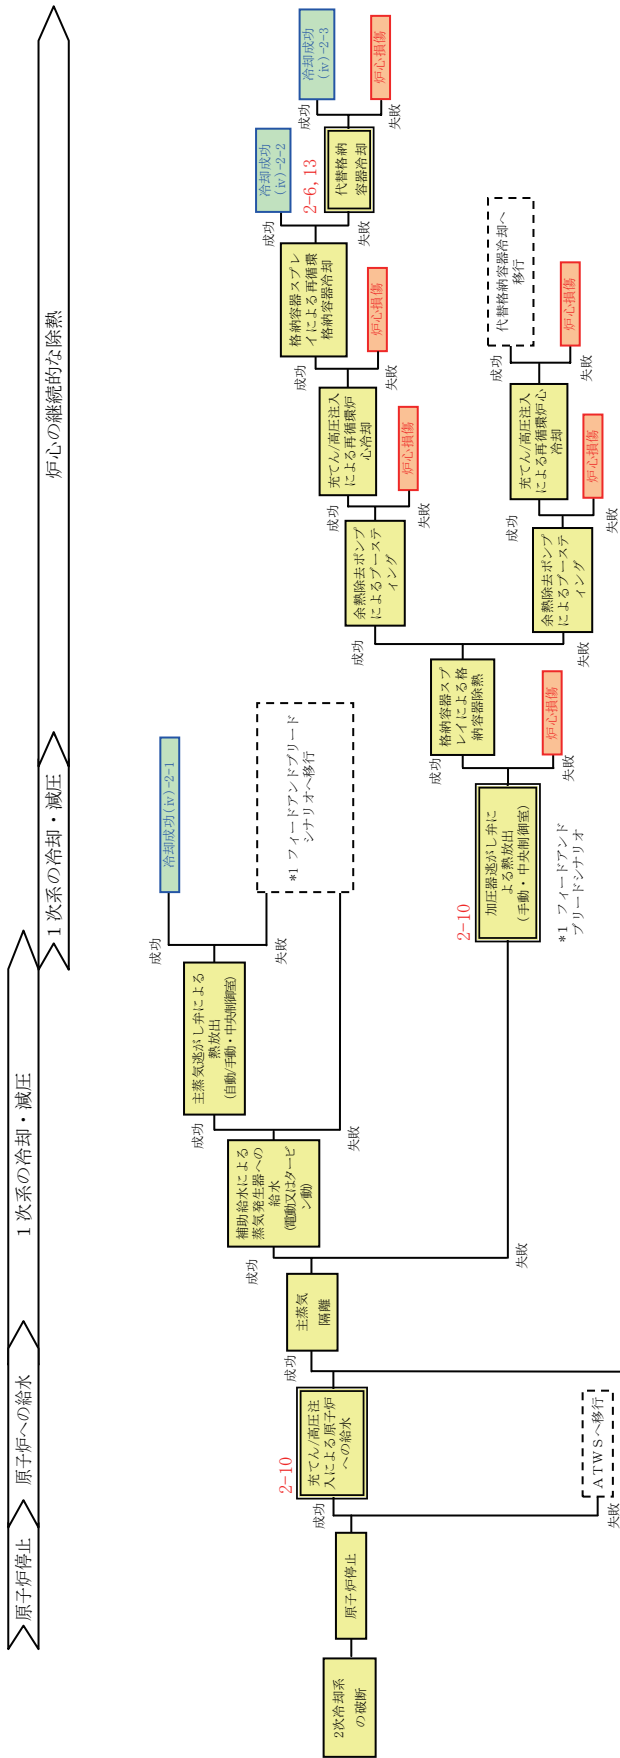 原子炉停止
原子炉への給水
1次系の冷却・減圧
1次系の冷却・減圧
炉心の継続的な除熱
2次冷却系
の破断
原子炉停止
成功
失敗
ATWSへ移行
2-10
充てん/高圧注
入による原子炉
への給水
成功
主蒸気
隔離
成功
失敗
補助給水による
蒸気発生器への
給水
(電動又はタービ
ン動)
成功
失敗
主蒸気逃がし弁による
熱放出
(自動/手動・中央制御室)
成功
失敗
冷却成功(iv)-2-1
*1 フィードアンドブリード
シナリオへ移行
2-10
加圧器逃がし弁に
よる熱放出
(手動・中央制御室)
*1 フィードアンド
ブリードシナリオ
成功
失敗
炉心損傷
格納容器スプ
レイによる格
納容器除熱
成功
失敗
余熱除去ポンプ
によるブーステ
ィング
成功
失敗
炉心損傷
充てん/高圧注入
による再循環炉
心冷却
成功
失敗
炉心損傷
格納容器スプレ
イによる再循環
格納容器冷却
成功
失敗
冷却成功
(iv)-2-2
2-6, 13
代替格納
容器冷却
成功
失敗
冷却成功
(iv)-2-3
炉心損傷
余熱除去ポンプ
によるブーステ
ィング
成功
失敗
炉心損傷
充てん/高圧注入
による再循環炉心
冷却
成功
失敗
代替格納容器冷却へ
移行
炉心損傷